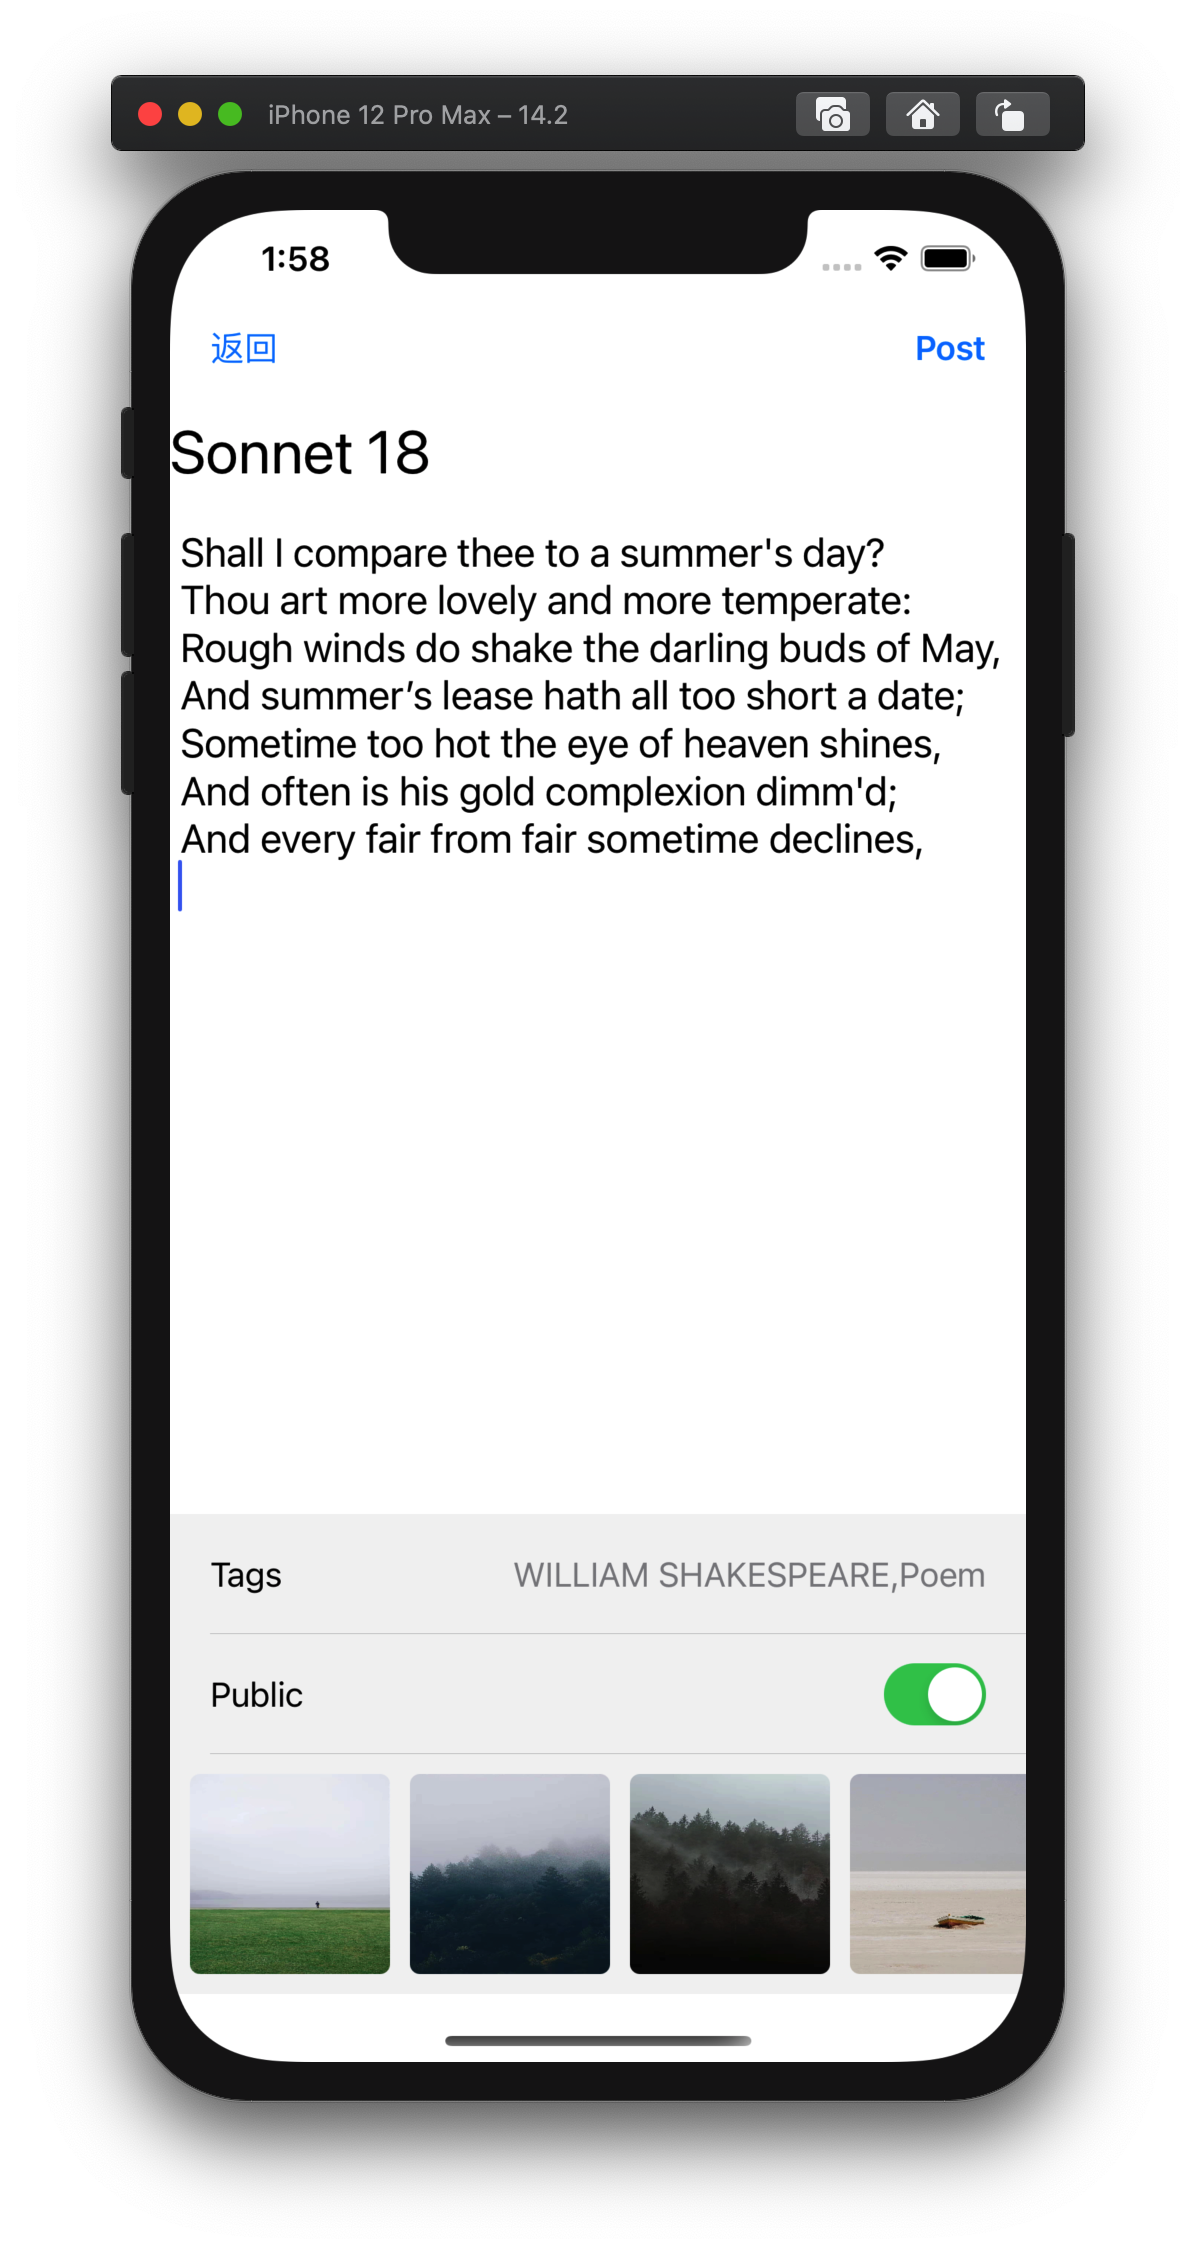 iPhone 12 Pro Max – 14.2
1:58
返回
Post
Sonnet 18
Shall I compare thee to a summer's day?
Thou art more lovely and more temperate:
Rough winds do shake the darling buds of May,
And summer’s lease hath all too short a date;
Sometime too hot the eye of heaven shines,
And often is his gold complexion dimm'd;
And every fair from fair sometime declines,
Tags
WILLIAM SHAKESPEARE,Poem
Public